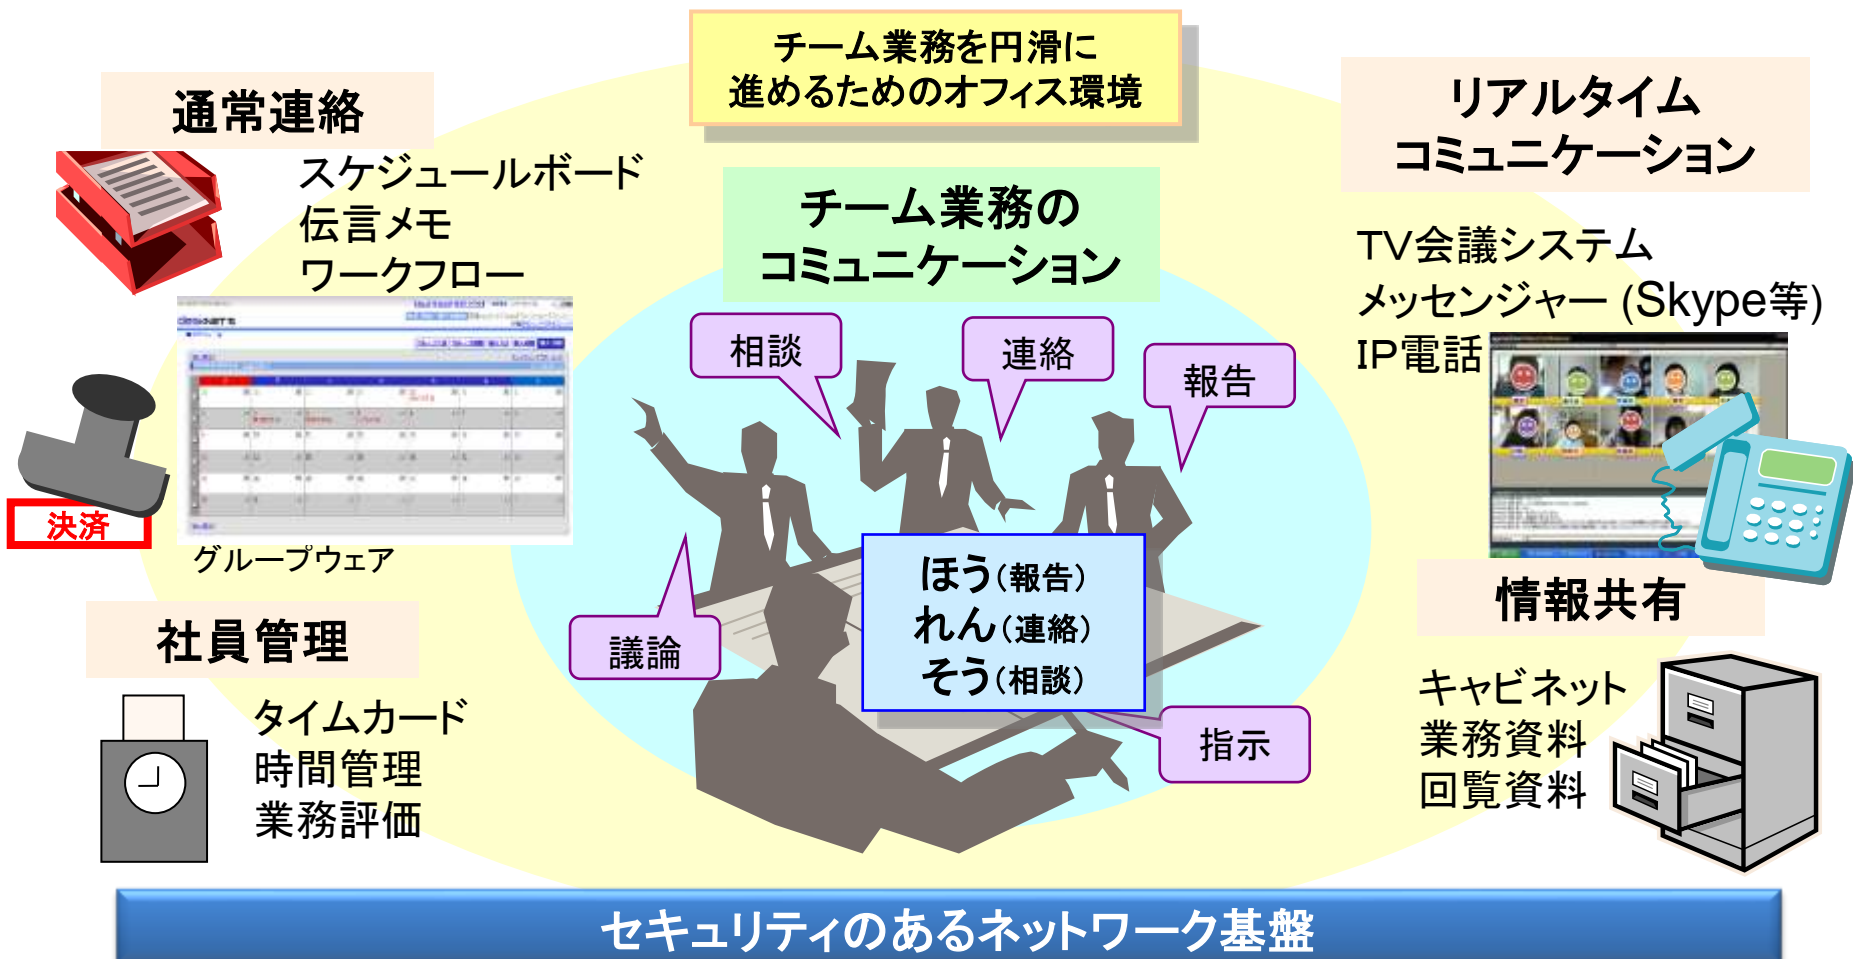 チーム業務を円滑に
進めるためのオフィス環境
通常連絡
スケジュールボード
伝言メモ
ワークフロー
グループウェア
決済
リアルタイム
コミュニケーション
TV会議システム
メッセンジャー (Skype等)
IP電話
チーム業務の
コミュニケーション
相談
連絡
報告
議論
指示
ほう(報告)
れん(連絡)
そう(相談)
社員管理
タイムカード
時間管理
業務評価
情報共有
キャビネット
業務資料
回覧資料
セキュリティのあるネットワーク基盤